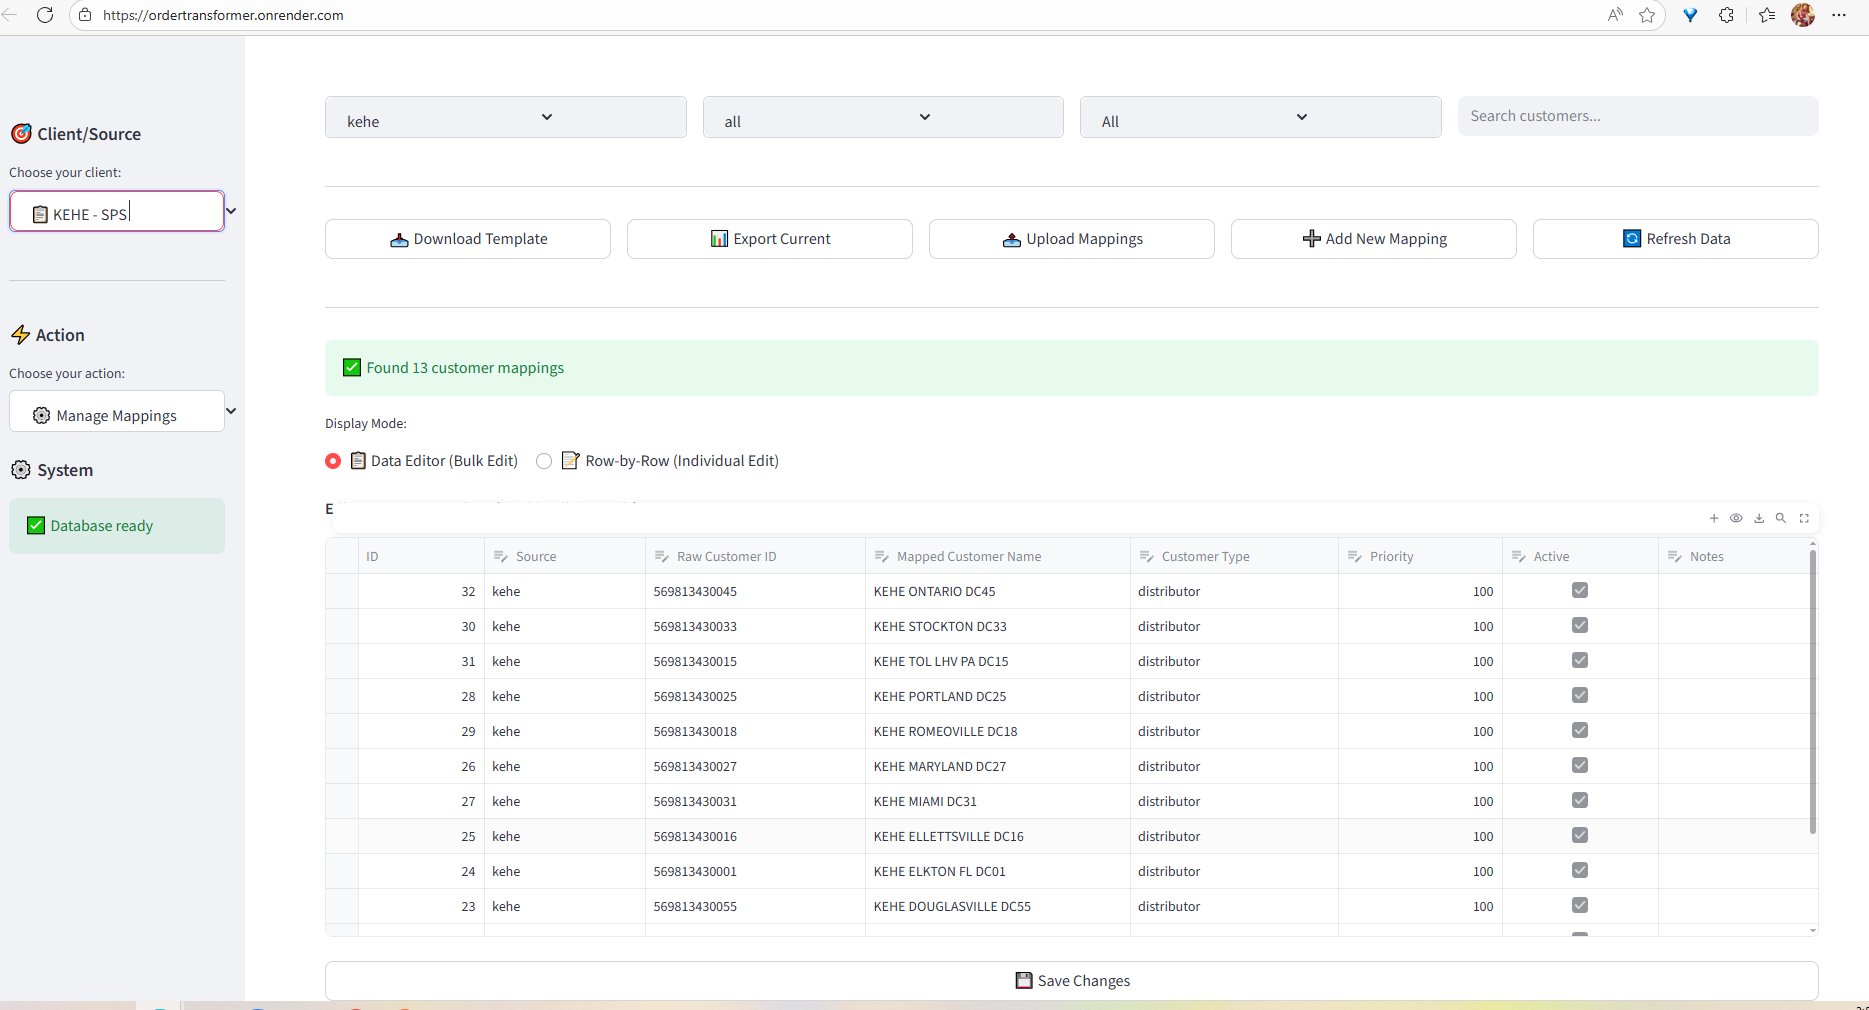 https://ordertransformer.onrender.com
Client/Source
Choose your client:
KEHE - SPS
Action
Choose your action:
Manage Mappings
System
Database ready
kehe all All Search customers...
Download Template Export Current Upload Mappings Add New Mapping Refresh Data
Found 13 customer mappings
Display Mode:
Data Editor (Bulk Edit) Row-by-Row (Individual Edit)
ID Source Raw Customer ID Mapped Customer Name Customer Type Priority Active Notes
32 kehe 569813430045 KEHE ONTARIO DC45 distributor 100
30 kehe 569813430033 KEHE STOCKTON DC33 distributor 100
31 kehe 569813430015 KEHE TOL LHV PA DC15 distributor 100
28 kehe 569813430025 KEHE PORTLAND DC25 distributor 100
29 kehe 569813430018 KEHE ROMEOVILLE DC18 distributor 100
26 kehe 569813430027 KEHE MARYLAND DC27 distributor 100
27 kehe 569813430031 KEHE MIAMI DC31 distributor 100
25 kehe 569813430016 KEHE ELLETTSVILLE DC16 distributor 100
24 kehe 569813430001 KEHE ELKTON FL DC01 distributor 100
23 kehe 569813430055 KEHE DOUGLASVILLE DC55 distributor 100
Save Changes